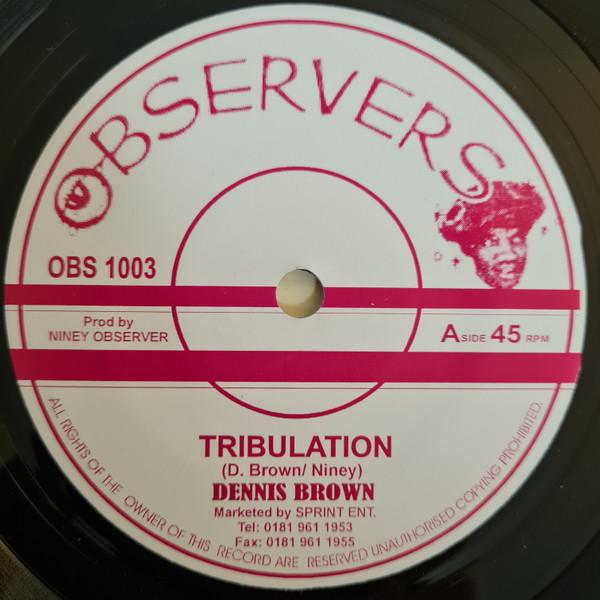 OBSERVERS
OBS 1003
Prod by
NINEY OBSERVER
A SIDE 45 RPM
TRIBULATION
(D. Brown/ Niney)
DENNIS BROWN
Marketed by SPRINT ENT.
Tel: 0181 961 1953
Fax: 0181 961 1955
ALL RIGHTS OF THE OWNER OF THIS RECORD ARE RESERVED UNAUTHORISED COPYING PROHIBITED.